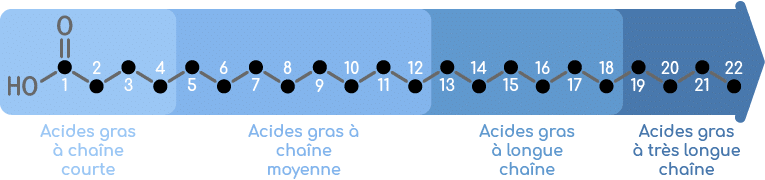 O
HO
1 2 3 4 5 6 7 8 9 10 11 12 13 14 15 16 17 18 19 20 21 22
Acides gras
à chaîne
courte
Acides gras à
chaîne
moyenne
Acides gras
à longue
chaîne
Acides gras
à très longue
chaîne